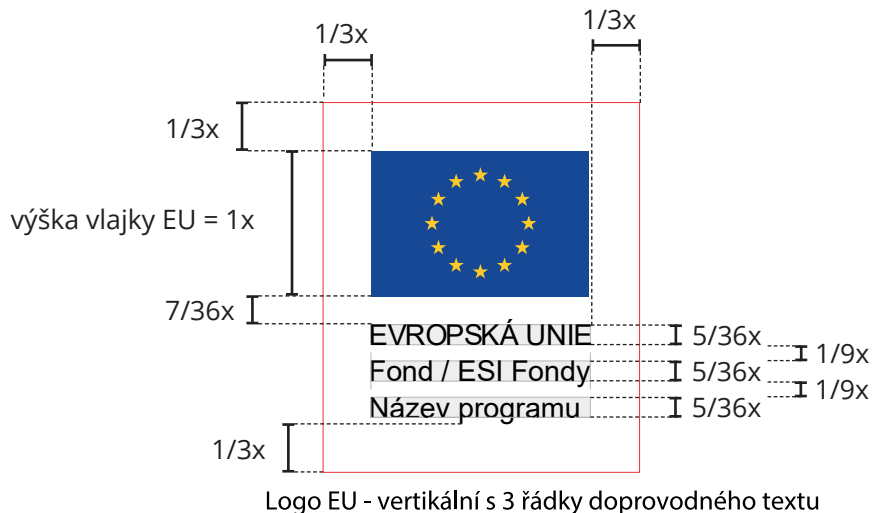 1/3x 1/3x
1/3x
výška vlajky EU = 1x
7/36x
EVROPSKÁ UNIE 5/36x
1/9x
Fond / ESI Fondy 5/36x
1/9x
Název programu 5/36x
1/3x
Logo EU - vertikální s 3 řádky doprovodného textu